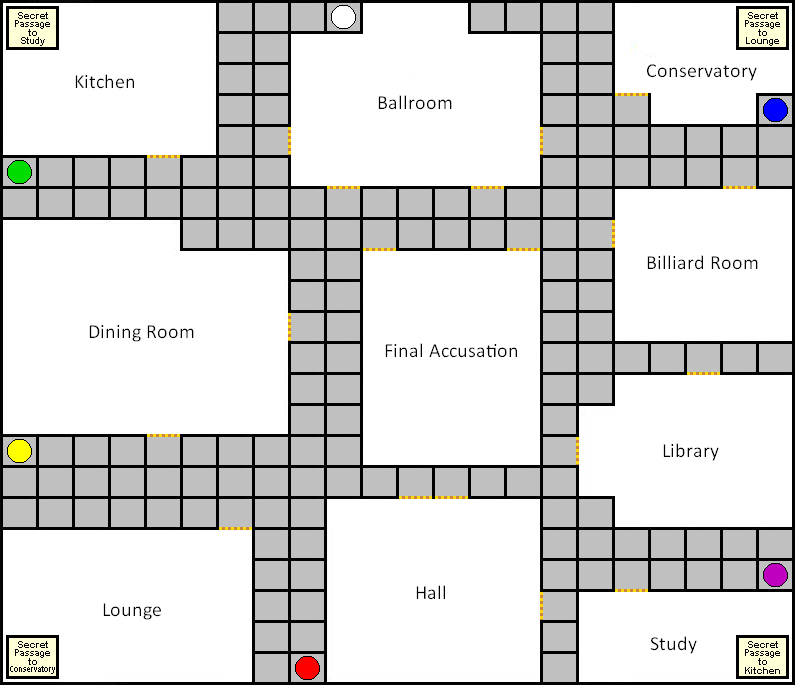 Secret
Passage
to
Study
Secret
Passage
to
Lounge
Kitchen
Conservatory
Ballroom
Billiard Room
Dining Room
Final Accusation
Library
Hall
Lounge
Study
Secret
Passage
to
Conservatory
Secret
Passage
to
Kitchen